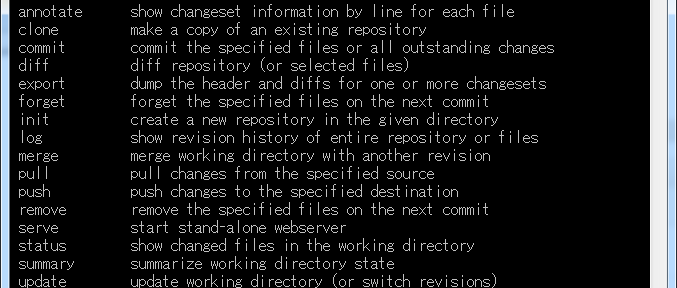 annotate show changeset information by line for each file
clone make a copy of an existing repository
commit commit the specified files or all outstanding changes
diff diff repository (or selected files)
export dump the header and diffs for one or more changesets
forget forget the specified files on the next commit
init create a new repository in the given directory
log show revision history of entire repository or files
merge merge working directory with another revision
pull pull changes from the specified source
push push changes to the specified destination
remove remove the specified files on the next commit
serve start stand-alone webserver
status show changed files in the working directory
summary summarize working directory state
update update working directory (or switch revisions)